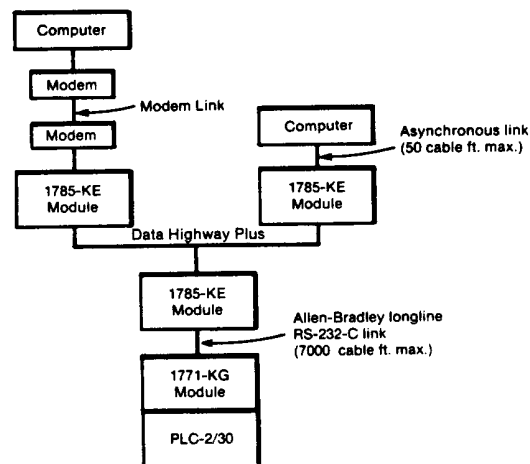 Computer
Modem
Modem Link
Modem
1785-KE
Module
Computer
Asynchronous link
(50 cable ft. max.)
1785-KE
Module
Data Highway Plus
1785-KE
Module
Allen-Bradley longline
RS-232-C link
(7000 cable ft. max.)
1771-KG
Module
PLC-2/30